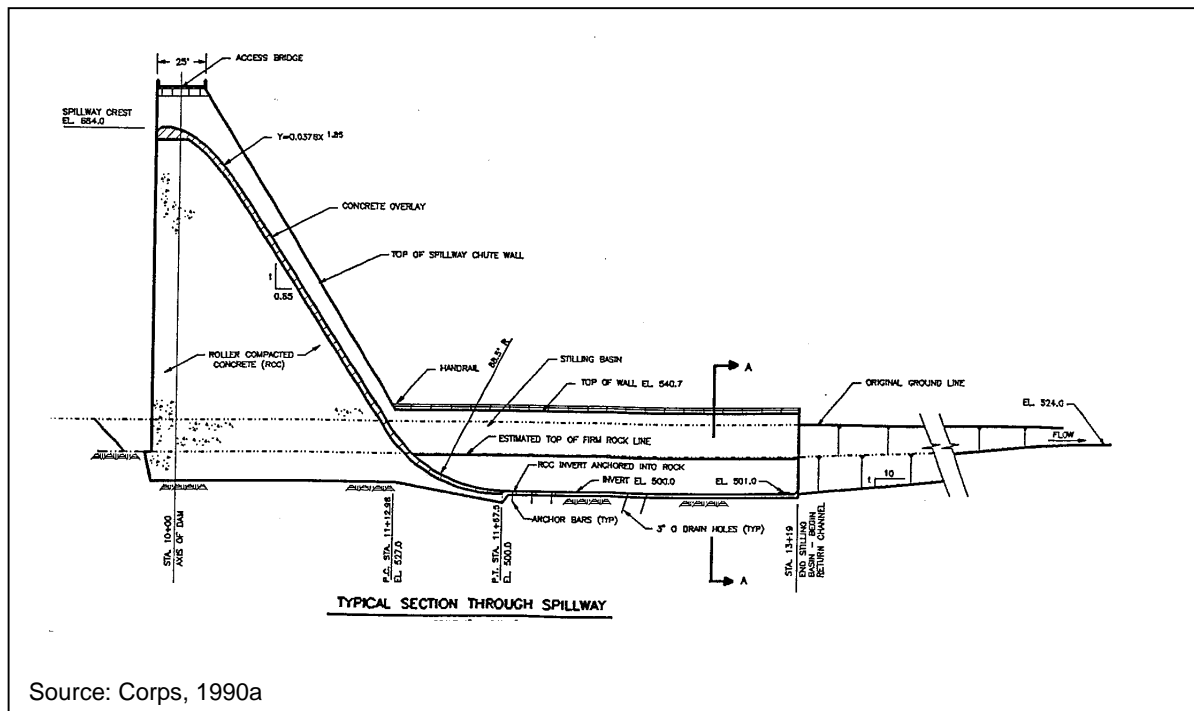 25'
ACCESS BRIDGE
SPILLWAY CREST
EL. 684.0
Y=0.0376X 1.85
CONCRETE OVERLAY
TOP OF SPILLWAY CHUTE WALL
1
0.85
ROLLER COMPACTED
CONCRETE (RCC)
HANDRAIL
88.5' R.
STILLING BASIN
TOP OF WALL EL. 540.7
A
ORIGINAL GROUND LINE
EL. 524.0
FLOW
ESTIMATED TOP OF FIRM ROCK LINE
RCC INVERT ANCHORED INTO ROCK
INVERT EL. 500.0
EL. 501.0
1
10
ANCHOR BARS (TYP)
3" O DRAIN HOLES (TYP)
A
STA. 10+00
AXIS OF DAM
P.C. STA. 11+12.98
EL. 527.0
P.T. STA. 11+67.5
EL. 500.0
STA. 13+19
END STILLING
BASIN - BEGIN
RETURN CHANNEL
TYPICAL SECTION THROUGH SPILLWAY
Source: Corps, 1990a